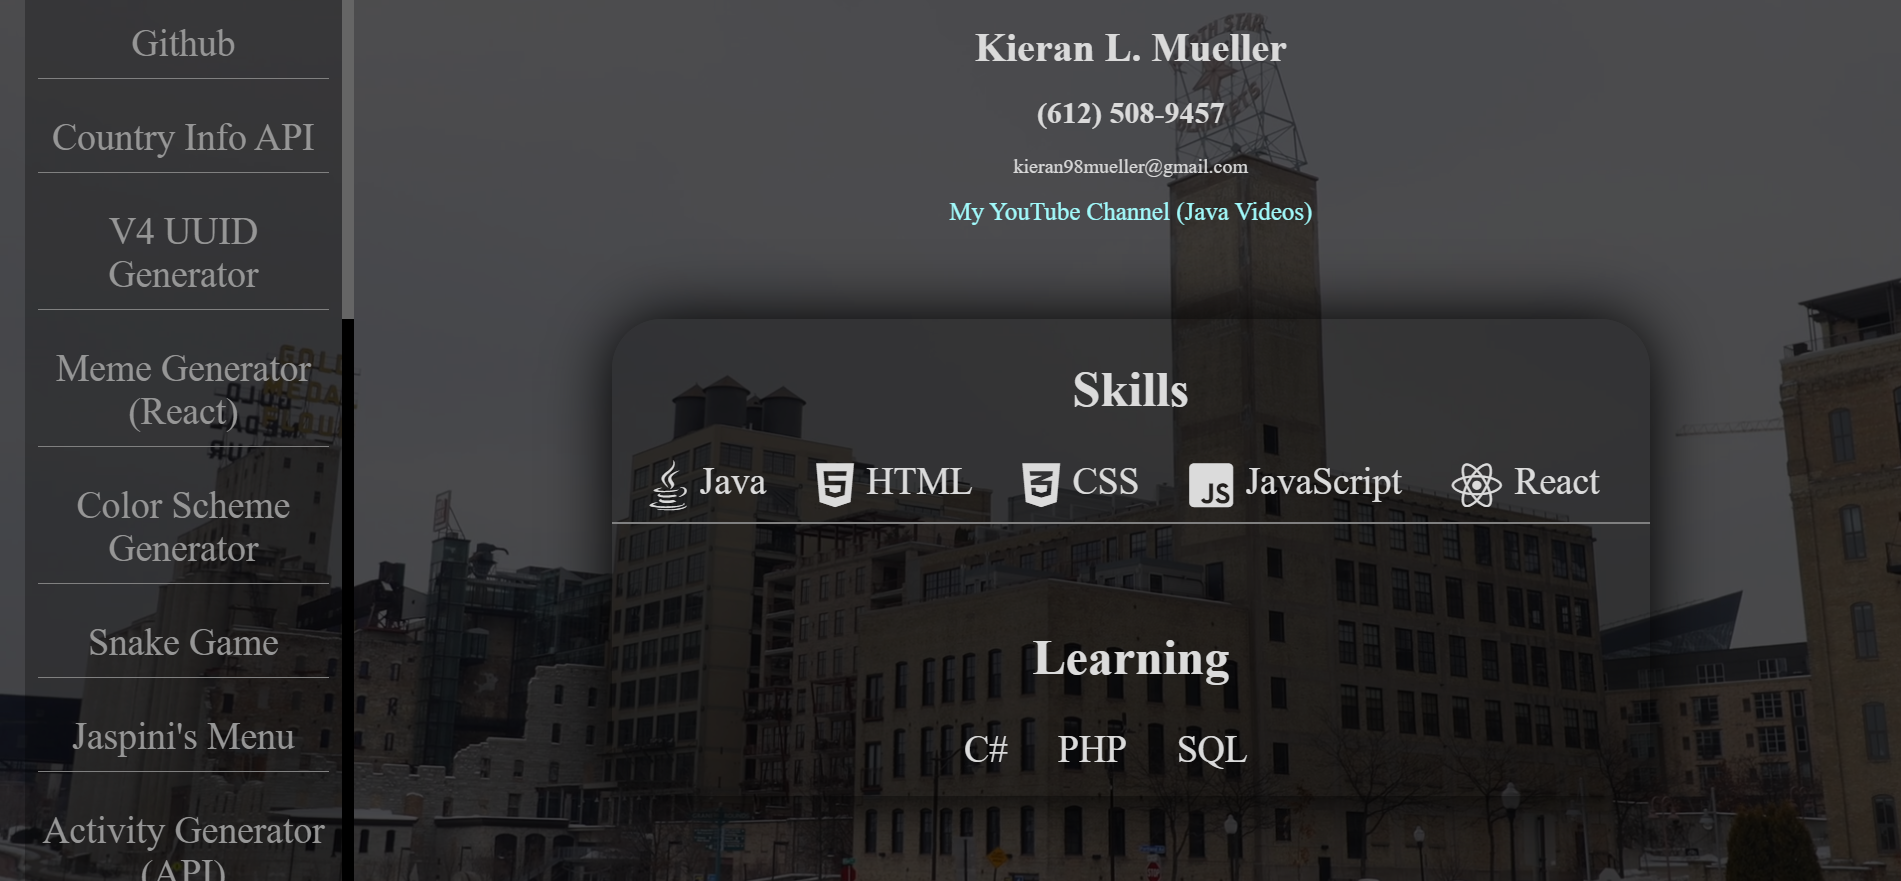 Github
Country Info API
V4 UUID
Generator
Meme Generator
(React)
Color Scheme
Generator
Snake Game
Jaspini's Menu
Activity Generator
(API)
Kieran L. Mueller
(612) 508-9457
kieran98mueller@gmail.com
My YouTube Channel (Java Videos)
Skills
Java HTML CSS JS JavaScript React
Learning
C# PHP SQL